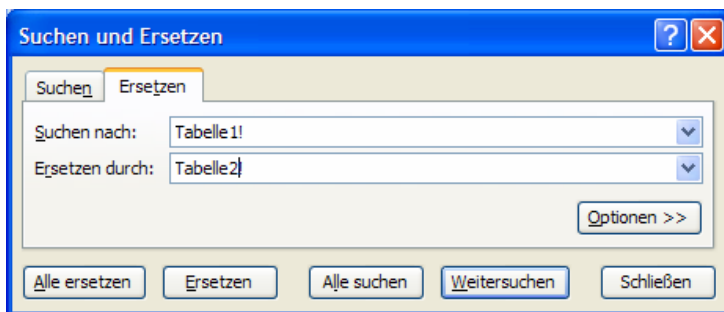 Suchen und Ersetzen
Suchen Ersetzen
Suchen nach: Tabelle1!
Ersetzen durch: Tabelle2!
Optionen >>
Alle ersetzen Ersetzen Alle suchen Weitersuchen Schließen